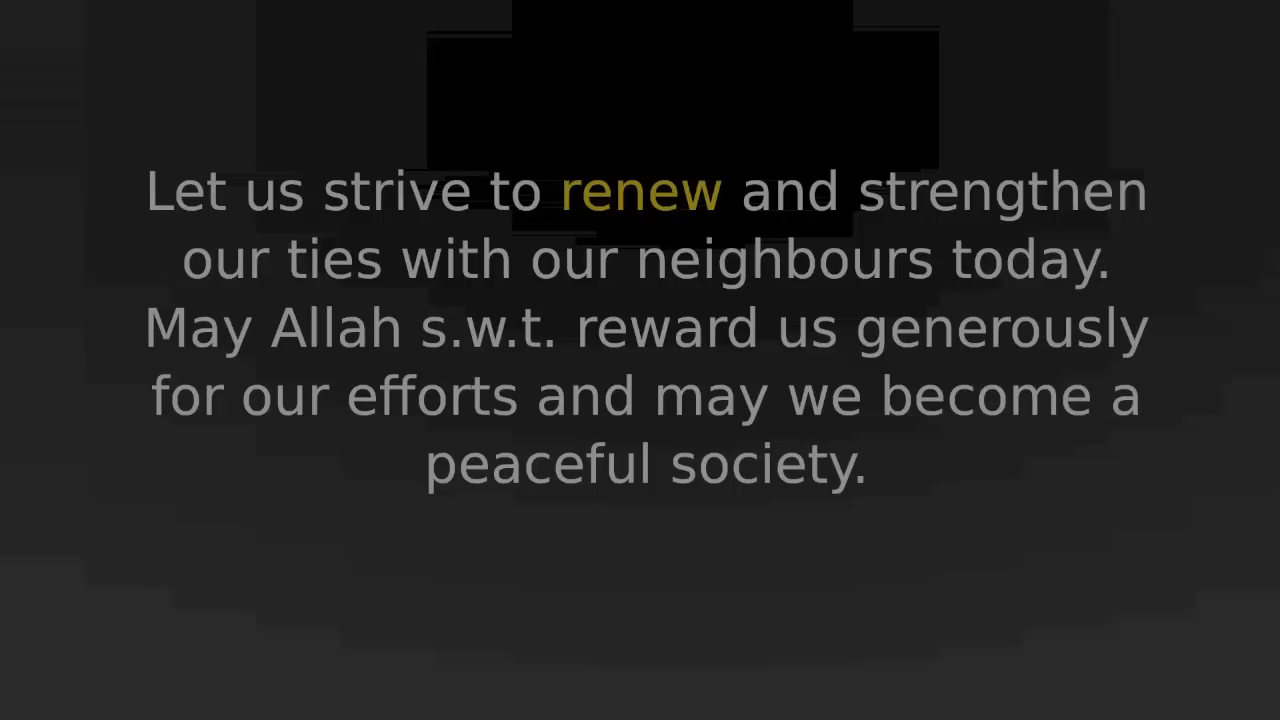 Let us strive to renew and strengthen
our ties with our neighbours today.
May Allah s.w.t. reward us generously
for our efforts and may we become a
peaceful society.